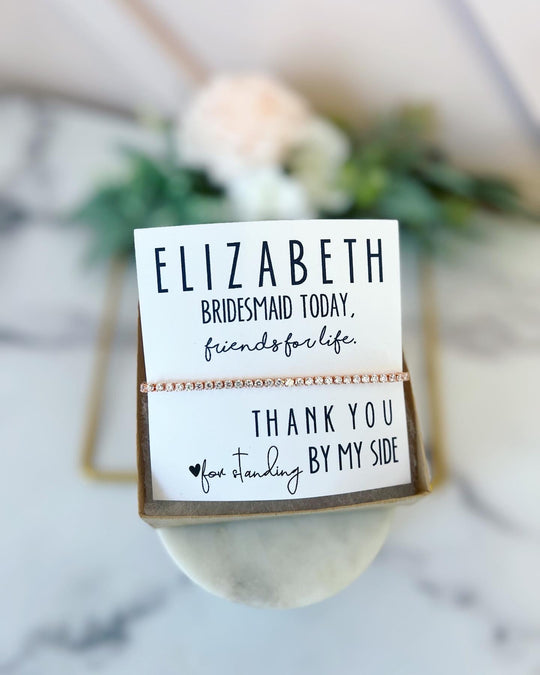 ELIZABETH
BRIDESMAID TODAY,
friends for life.
THANK YOU
for standing BY MY SIDE